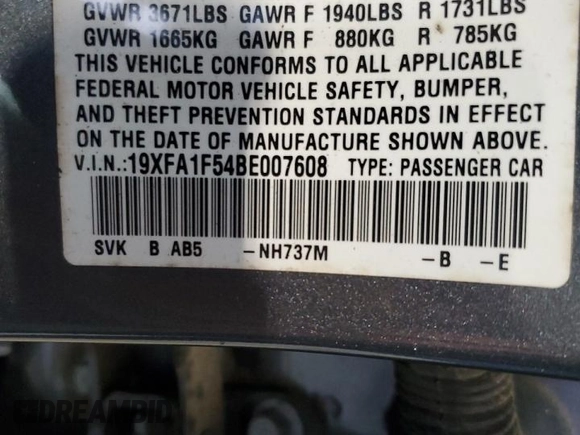 GVWR 3671LBS GAWR F 1940LBS R 1731LBS
GVWR 1665KG GAWR F 880KG R 785KG
THIS VEHICLE CONFORMS TO ALL APPLICABLE
FEDERAL MOTOR VEHICLE SAFETY, BUMPER,
AND THEFT PREVENTION STANDARDS IN EFFECT
ON THE DATE OF MANUFACTURE SHOWN ABOVE.
V.I.N.:19XFA1F54BE007608 TYPE: PASSENGER CAR
SVK B AB5 -NH737M -B -E
DREAMBID